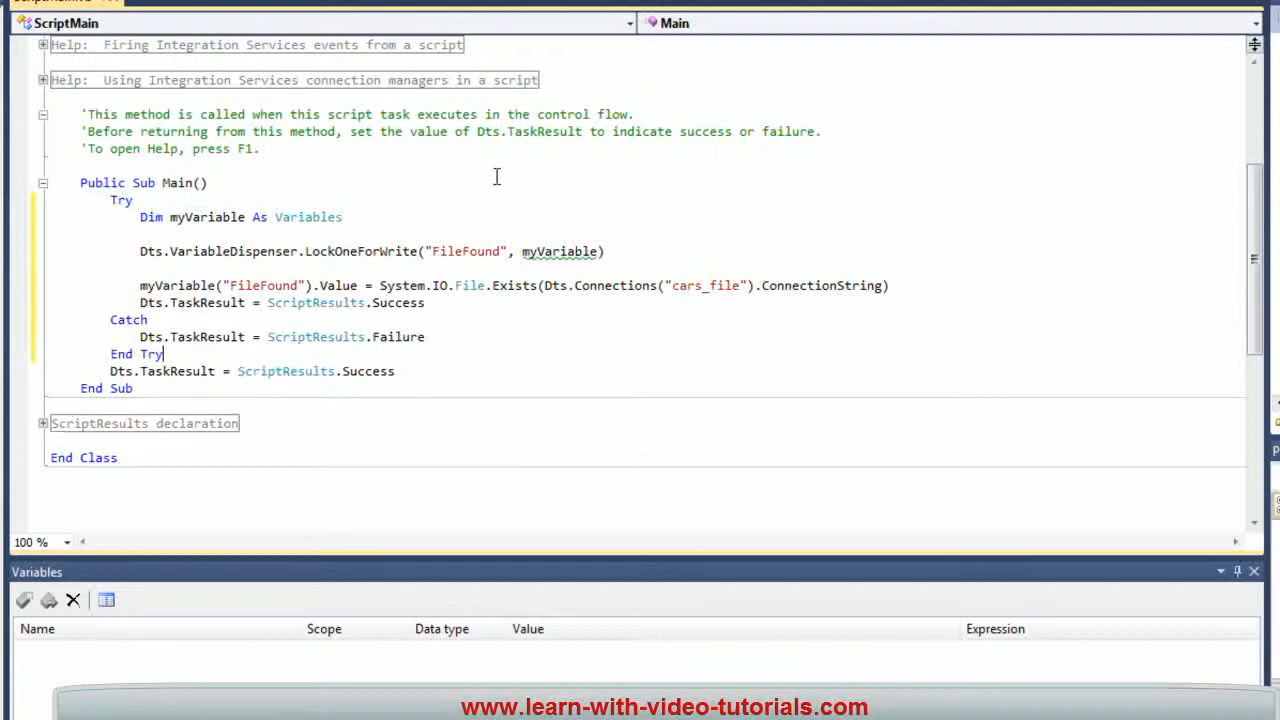 ScriptMain
Main
Help: Firing Integration Services events from a script
Help: Using Integration Services connection managers in a script
'This method is called when this script task executes in the control flow.
'Before returning from this method, set the value of Dts.TaskResult to indicate success or failure.
'To open Help, press F1.
Public Sub Main()
Try
Dim myVariable As Variables
Dts.VariableDispenser.LockOneForWrite("FileFound", myVariable)
myVariable("FileFound").Value = System.IO.File.Exists(Dts.Connections("cars_file").ConnectionString)
Dts.TaskResult = ScriptResults.Success
Catch
Dts.TaskResult = ScriptResults.Failure
End Try
Dts.TaskResult = ScriptResults.Success
End Sub
ScriptResults declaration
End Class
100 %
Variables
Name Scope Data type Value Expression
www.learn-with-video-tutorials.com